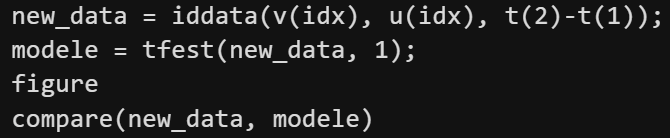 new_data = iddata(v(idx), u(idx), t(2)-t(1));
modele = tfest(new_data, 1);
figure
compare(new_data, modele)